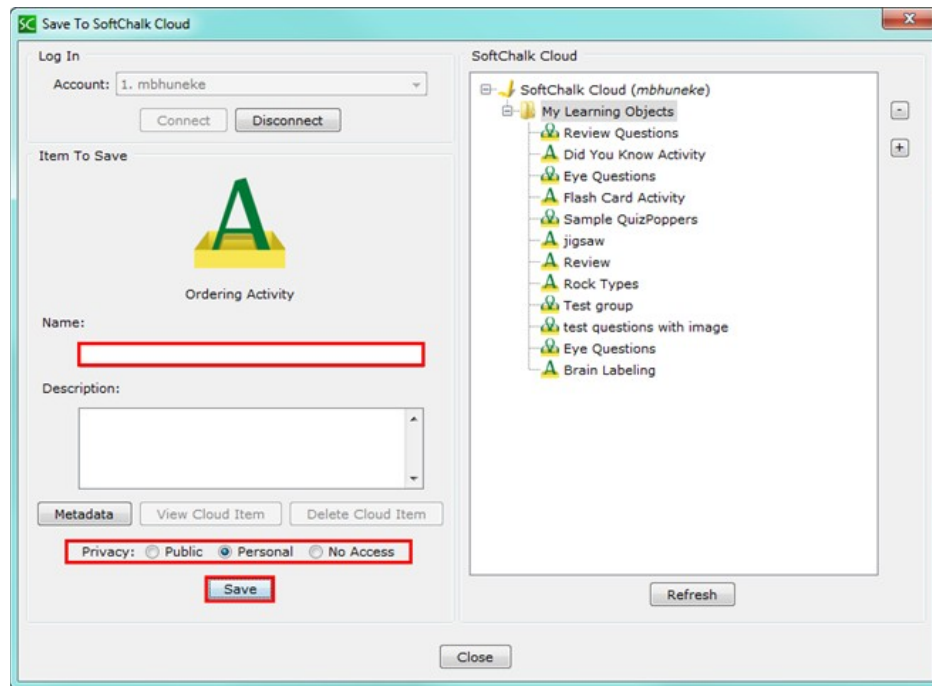 SC Save To SoftChalk Cloud
Log In
Account: 1. mbhuneke
Connect Disconnect
Item To Save
A
Ordering Activity
Name:
Description:
Metadata View Cloud Item Delete Cloud Item
Privacy: Public Personal No Access
Save
SoftChalk Cloud
SoftChalk Cloud (mbhuneke)
My Learning Objects
Review Questions
Did You Know Activity
Eye Questions
Flash Card Activity
Sample QuizPoppers
jigsaw
Review
Rock Types
Test group
test questions with image
Eye Questions
Brain Labeling
Refresh
Close